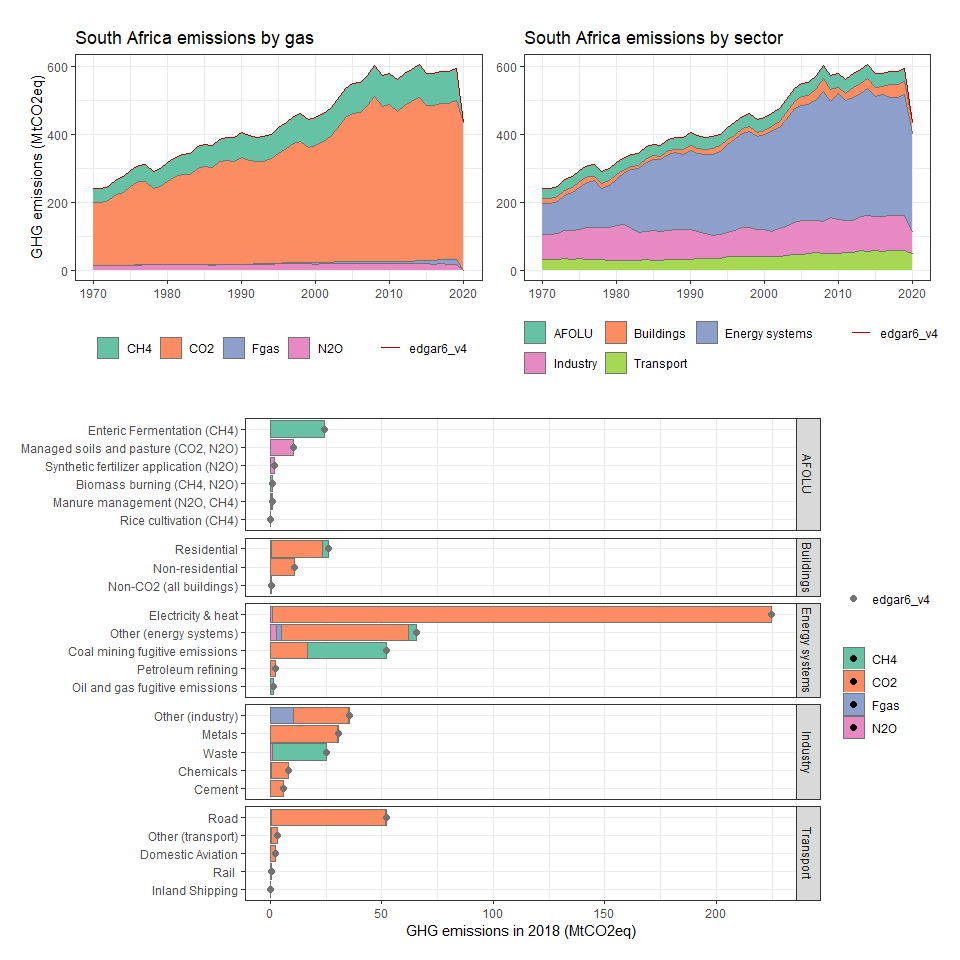 South Africa emissions by gas
GHG emissions (MtCO2eq)
600
400
200
0
1970
1980
1990
2000
2010
2020
CH4
CO2
Fgas
N2O
edgar6_v4
South Africa emissions by sector
600
400
200
0
1970
1980
1990
2000
2010
2020
AFOLU
Buildings
Energy systems
edgar6_v4
Industry
Transport
Enteric Fermentation (CH4)
Managed soils and pasture (CO2, N2O)
Synthetic fertilizer application (N2O)
Biomass burning (CH4, N2O)
Manure management (N2O, CH4)
Rice cultivation (CH4)
AFOLU
Residential
Non-residential
Non-CO2 (all buildings)
Buildings
Electricity & heat
Other (energy systems)
Coal mining fugitive emissions
Petroleum refining
Oil and gas fugitive emissions
Energy systems
Other (industry)
Metals
Waste
Chemicals
Cement
Industry
Road
Other (transport)
Domestic Aviation
Rail
Inland Shipping
Transport
0
50
100
150
200
GHG emissions in 2018 (MtCO2eq)
edgar6_v4
CH4
CO2
Fgas
N2O